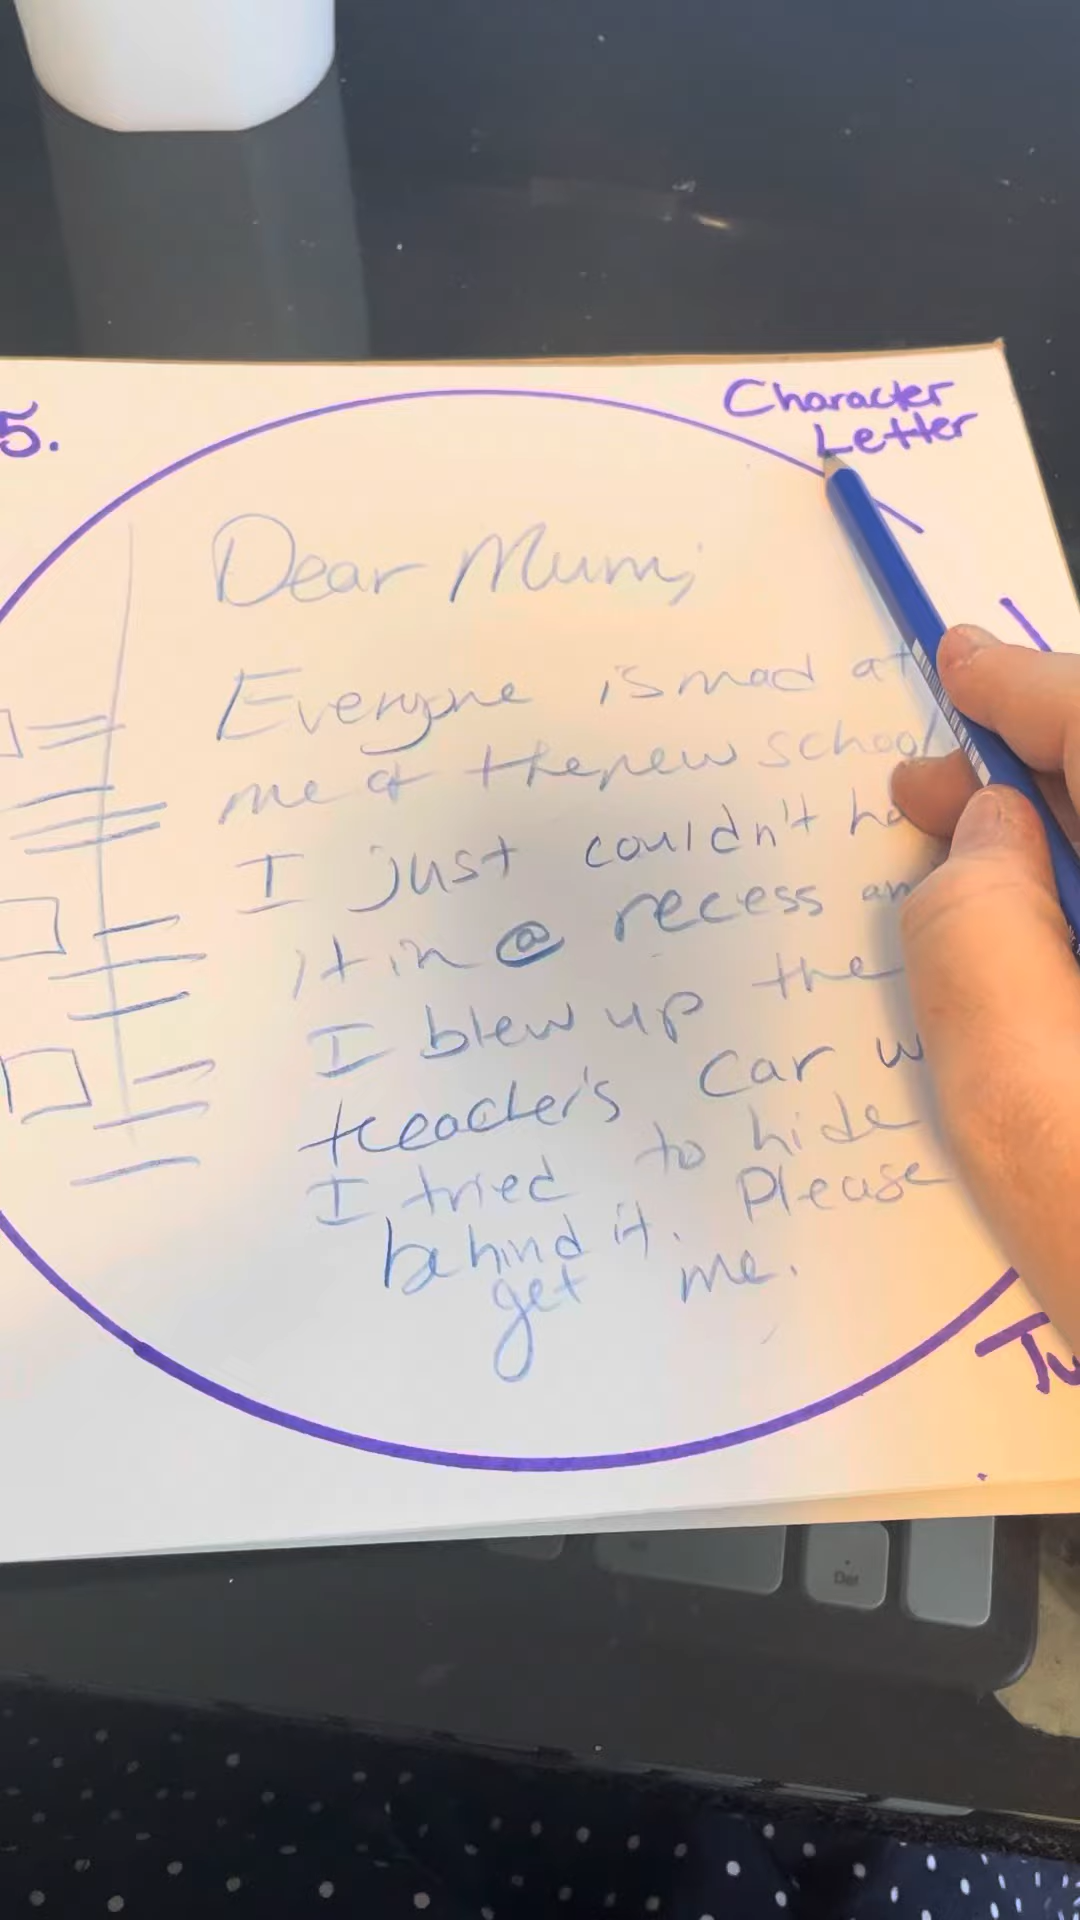 5.
Character
Letter
Dear Mum,
Everyone is mad at
me at the new school
I just couldn't
it in @ recess
I blew up the
teacher's car
I tried to hide
behind it. Please
get me.
Del